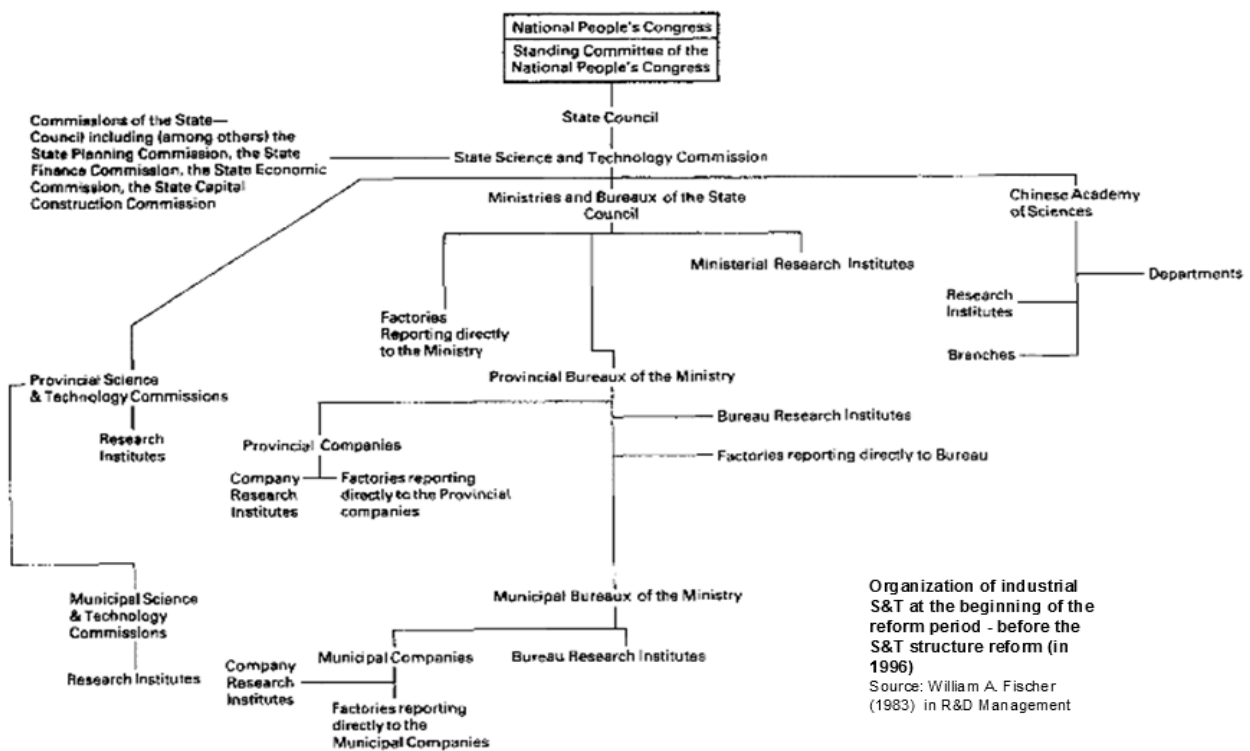 National People's Congress
Standing Committee of the
National People's Congress
State Council
Commissions of the State—
Council including (among others) the
State Planning Commission, the State
Finance Commission, the State Economic
Commission, the State Capital
Construction Commission
State Science and Technology Commission
Ministries and Bureaux of the State
Council
Chinese Academy
of Sciences
Ministerial Research Institutes
Departments
Research
Institutes
Branches
Factories
Reporting directly
to the Ministry
Provincial Science
& Technology Commissions
Research
Institutes
Provincial Bureaux of the Ministry
Bureau Research Institutes
Factories reporting directly to Bureau
Provincial Companies
Company
Research
Institutes
Factories reporting
directly to the Provincial
companies
Municipal Science
& Technology
Commissions
Research Institutes
Municipal Bureaux of the Ministry
Municipal Companies
Bureau Research Institutes
Company
Research
Institutes
Factories reporting
directly to the
Municipal Companies
Organization of industrial
S&T at the beginning of the
reform period - before the
S&T structure reform (in
1996)
Source: William A. Fischer
(1983) in R&D Management